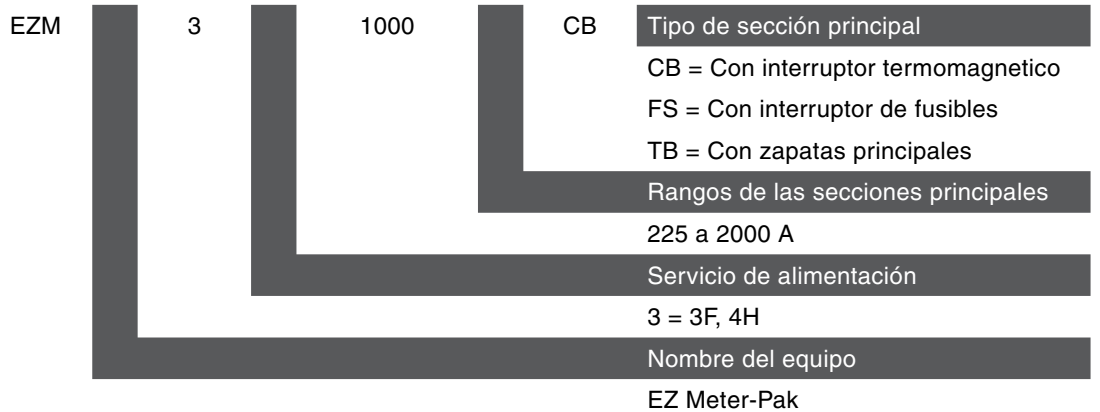 EZM 3 1000 CB Tipo de sección principal
CB = Con interruptor termomagnetico
FS = Con interruptor de fusibles
TB = Con zapatas principales
Rangos de las secciones principales
225 a 2000 A
Servicio de alimentación
3 = 3F, 4H
Nombre del equipo
EZ Meter-Pak